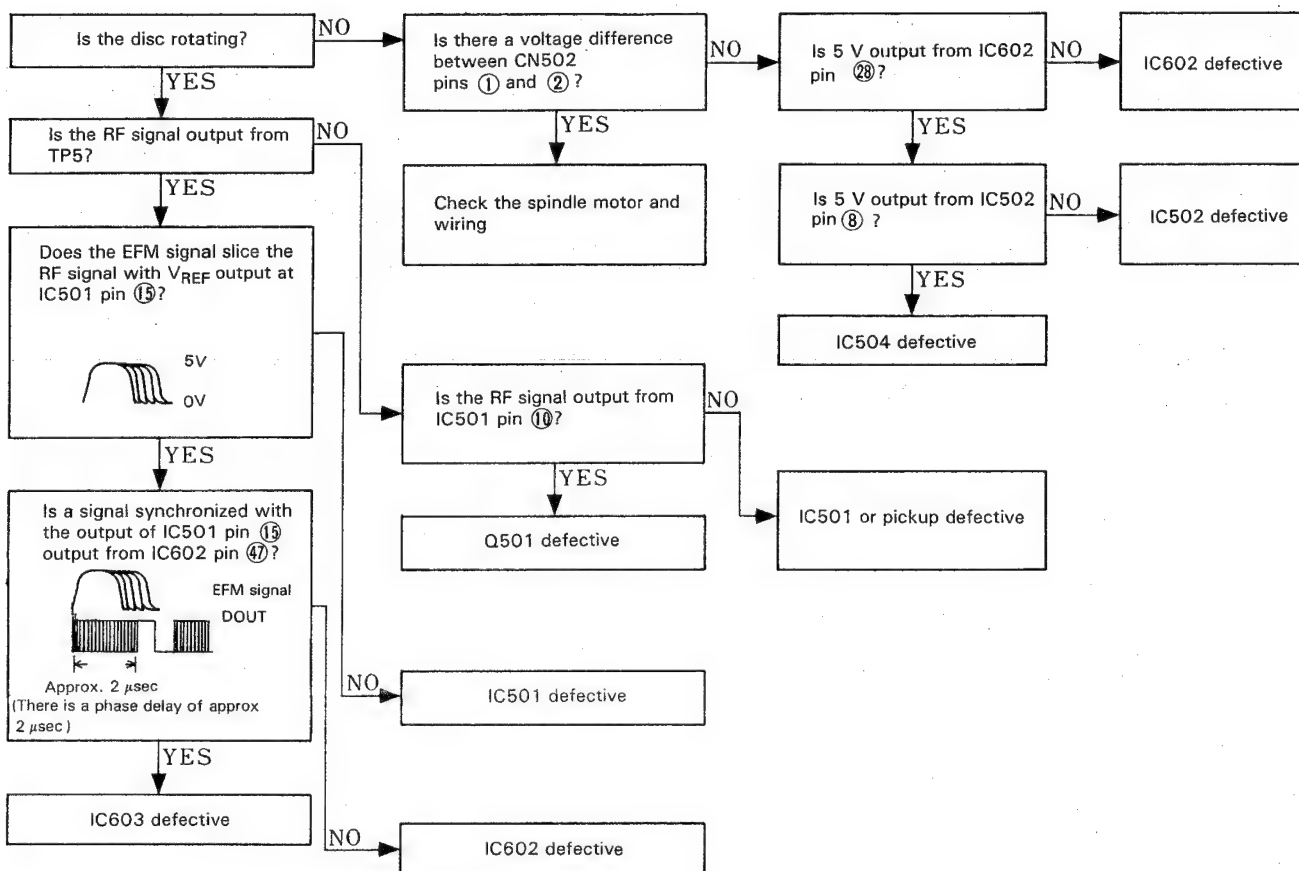 Is the disc rotating?
NO
YES
Is there a voltage difference
between CN502
pins ① and ② ?
NO
YES
Is 5 V output from IC602
pin ㉘ ?
NO
YES
IC602 defective
Is the RF signal output from
TP5?
NO
YES
Check the spindle motor and
wiring
Is 5 V output from IC502
pin ⑧ ?
NO
YES
IC502 defective
IC504 defective
Does the EFM signal slice the
RF signal with VREF output at
IC501 pin ⑮?
5V
0V
YES
Is the RF signal output from
IC501 pin ⑩?
NO
YES
Q501 defective
IC501 or pickup defective
Is a signal synchronized with
the output of IC501 pin ⑮
output from IC602 pin ㊼?
EFM signal
DOUT
Approx. 2 μsec
(There is a phase delay of approx
2 μsec)
NO
IC501 defective
YES
IC603 defective
NO
IC602 defective